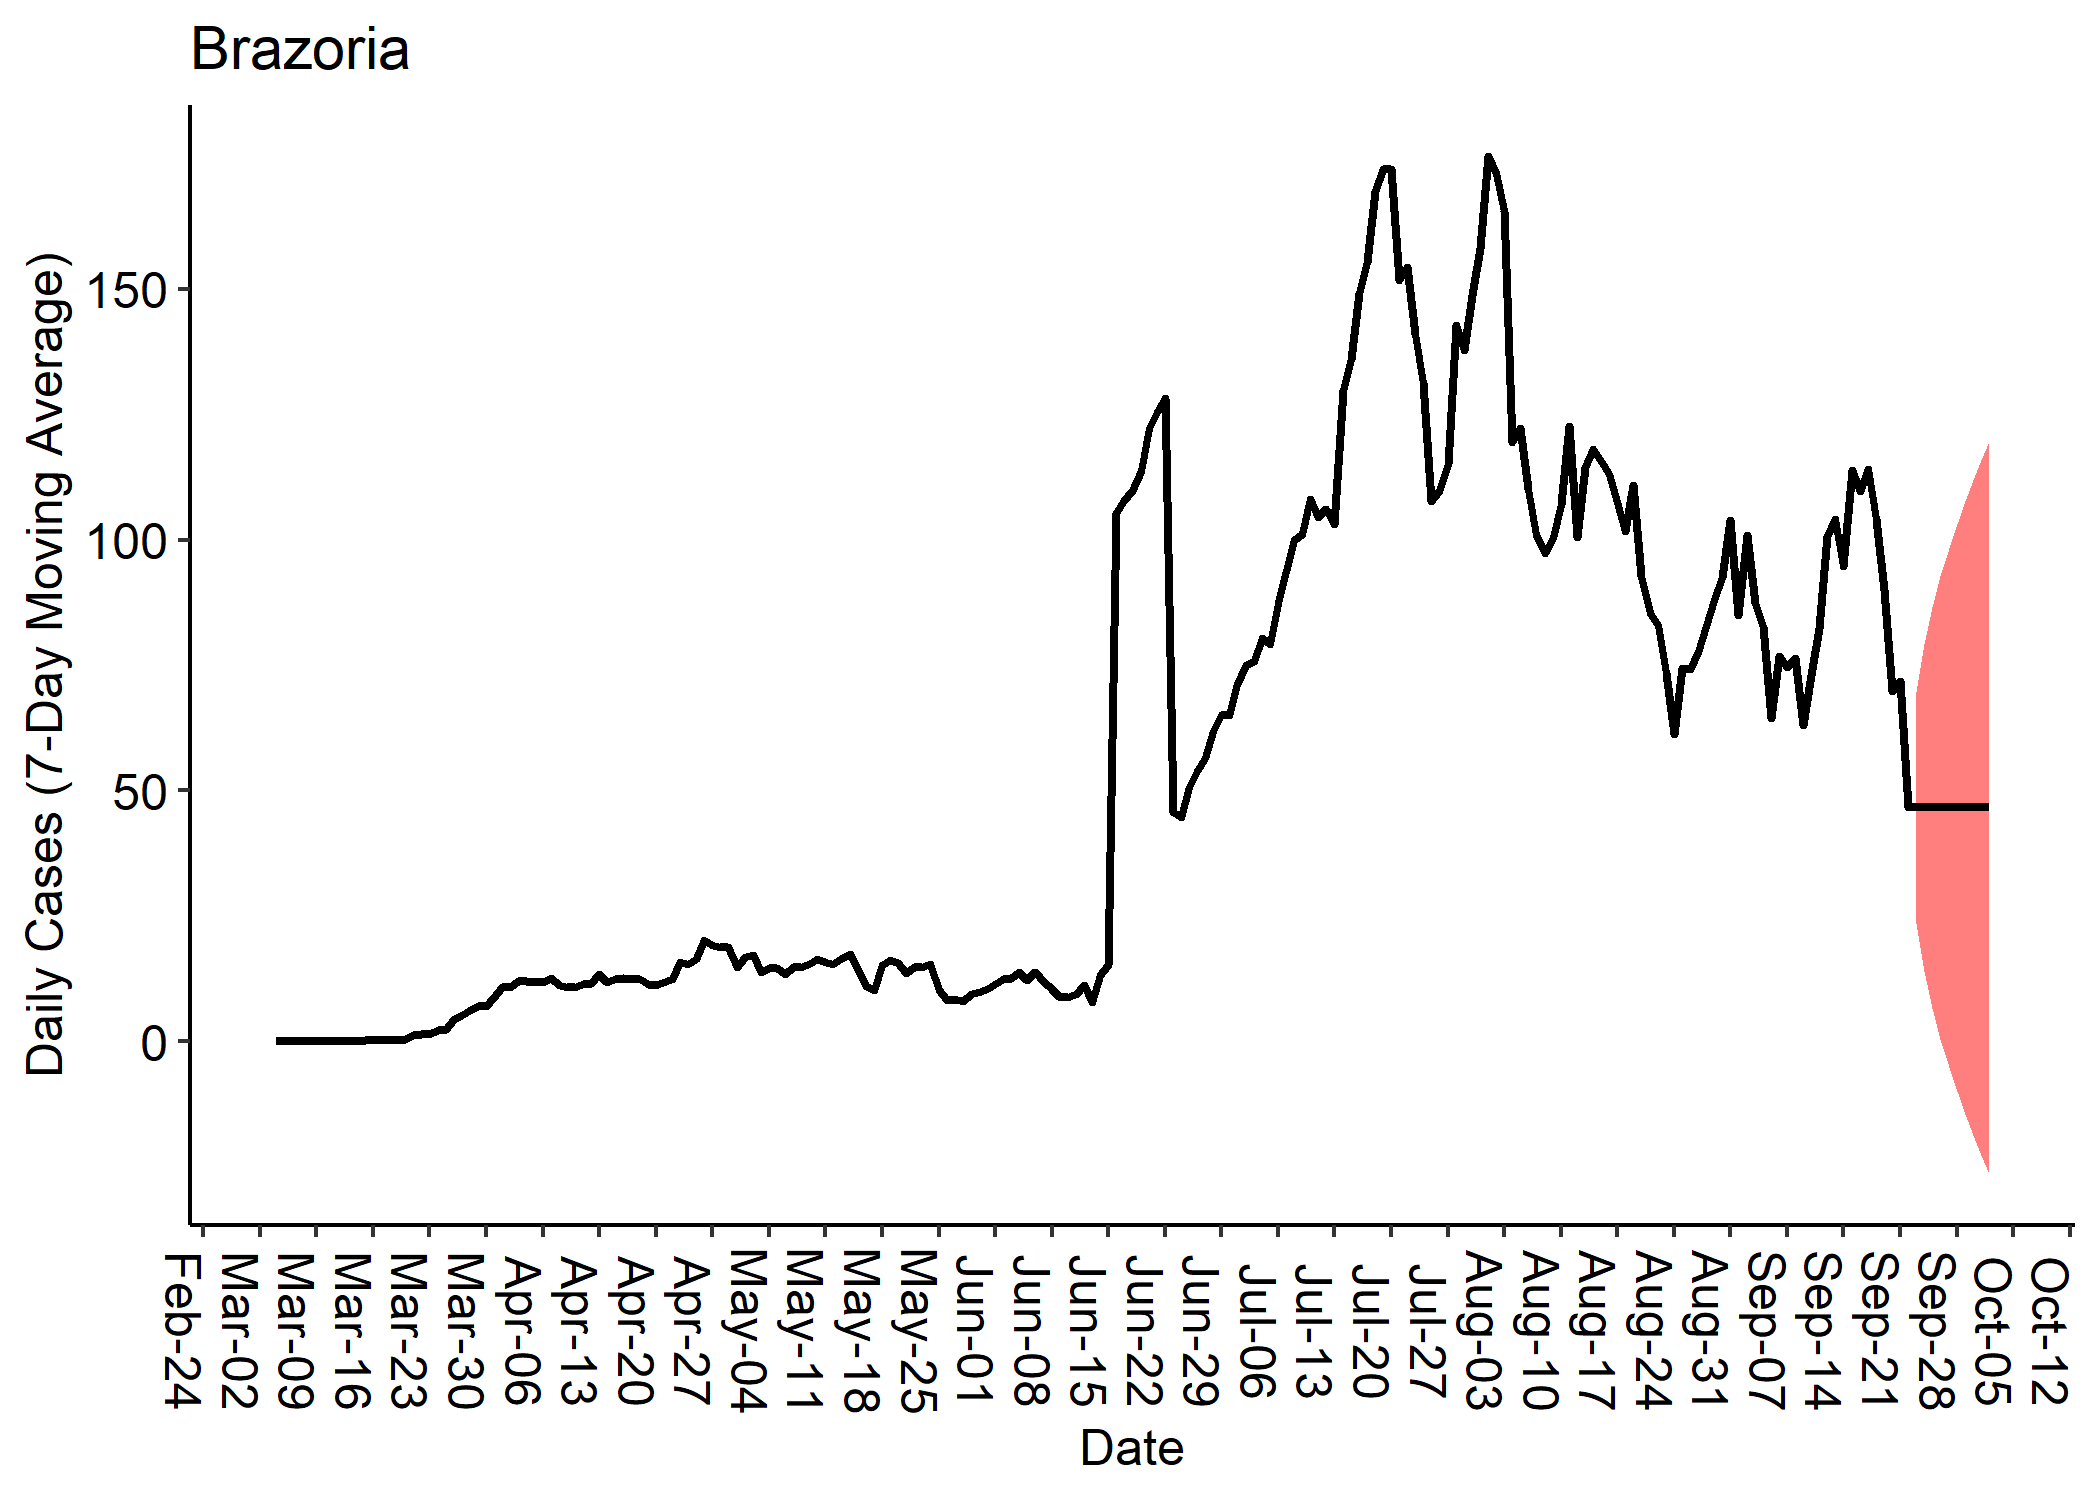 Brazoria
Daily Cases (7-Day Moving Average)
150
100
50
0
Feb-24
Mar-02
Mar-09
Mar-16
Mar-23
Mar-30
Apr-06
Apr-13
Apr-20
Apr-27
May-04
May-11
May-18
May-25
Jun-01
Jun-08
Jun-15
Jun-22
Jun-29
Jul-06
Jul-13
Jul-20
Jul-27
Aug-03
Aug-10
Aug-17
Aug-24
Aug-31
Sep-07
Sep-14
Sep-21
Sep-28
Oct-05
Oct-12
Date